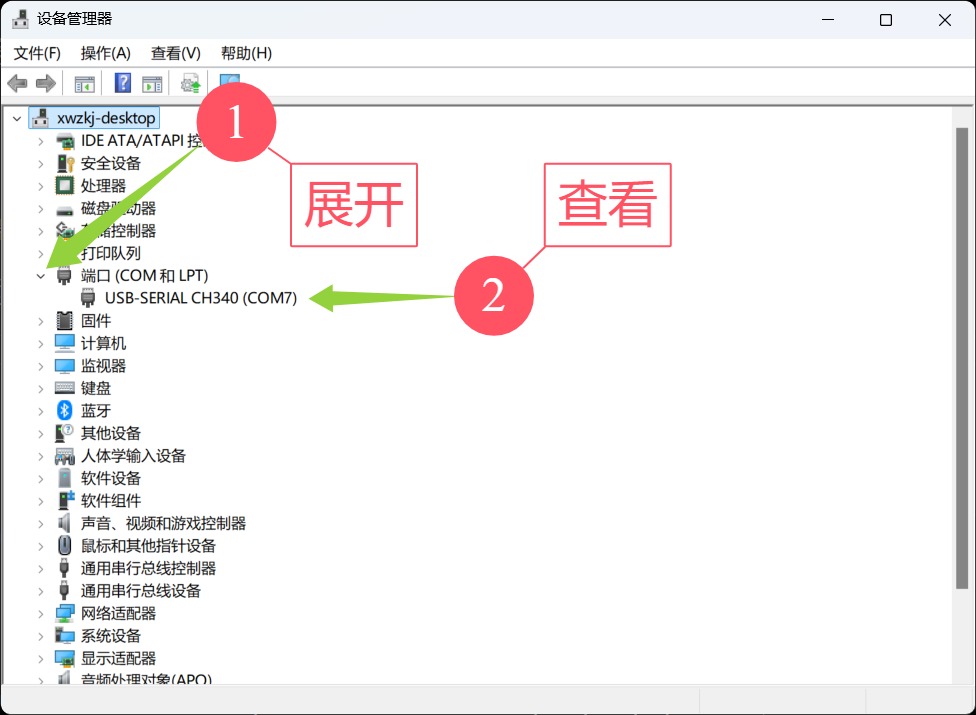 设备管理器
文件(F) 操作(A) 查看(V) 帮助(H)
xwzkj-desktop
1
IDE ATA/ATAPI 控
安全设备
处理器
展开
查看
磁盘驱动器
存储控制器
打印队列
端口 (COM 和 LPT)
USB-SERIAL CH340 (COM7)
2
固件
计算机
监视器
键盘
蓝牙
其他设备
人体学输入设备
软件设备
软件组件
声音、视频和游戏控制器
鼠标和其他指针设备
通用串行总线控制器
通用串行总线设备
网络适配器
系统设备
显示适配器
音频处理对象(APO)